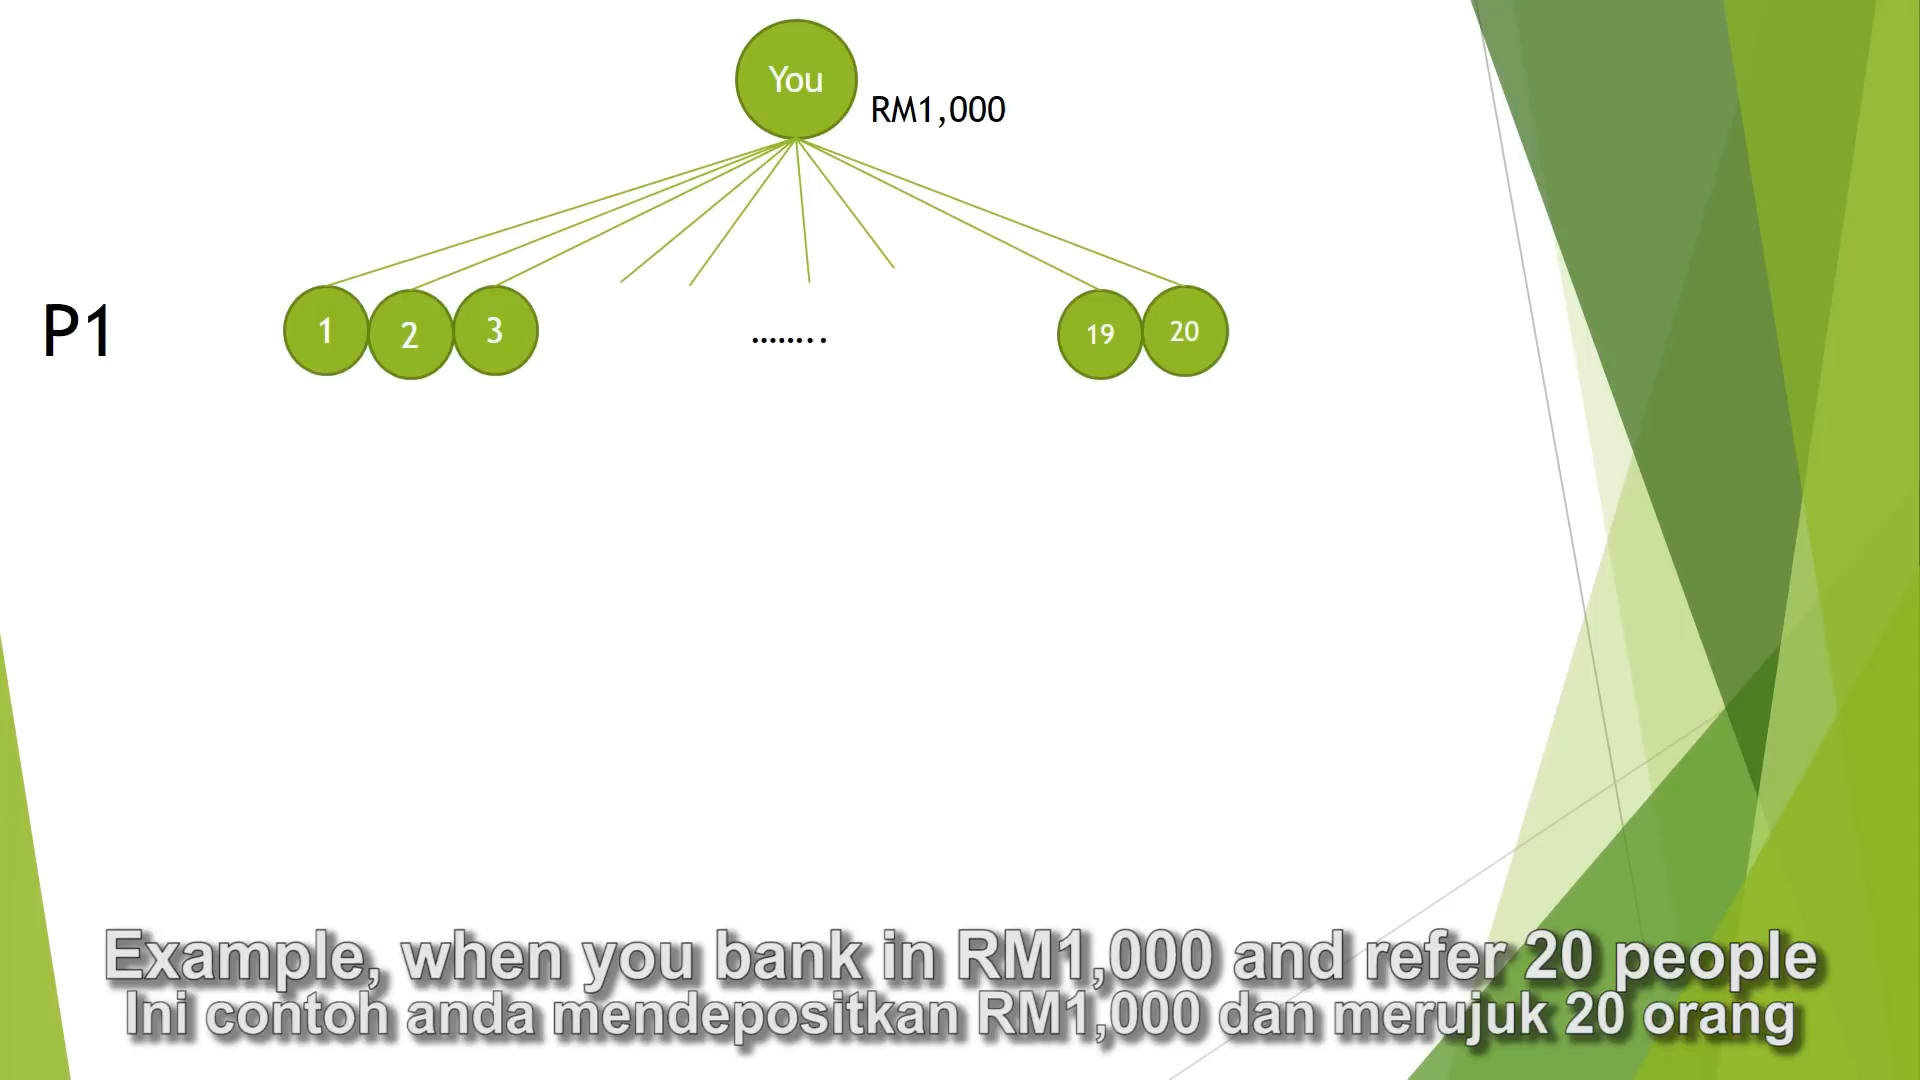 You
RM1,000
P1
1
2
3
……..
19
20
Example, when you bank in RM1,000 and refer 20 people
Ini contoh anda mendepositkan RM1,000 dan merujuk 20 orang